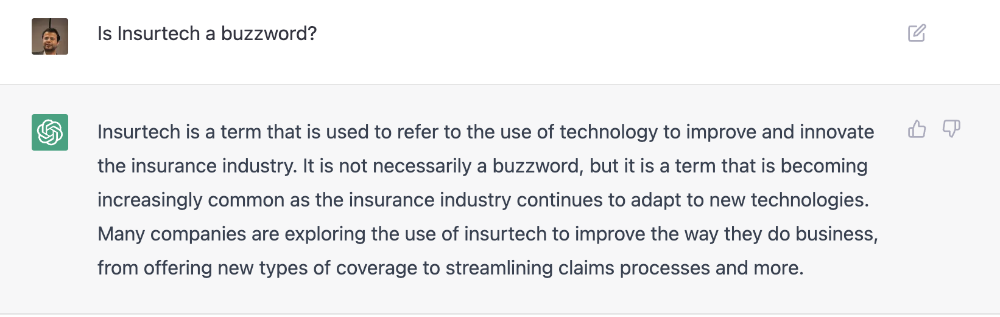 Is Insurtech a buzzword?
Insurtech is a term that is used to refer to the use of technology to improve and innovate
the insurance industry. It is not necessarily a buzzword, but it is a term that is becoming
increasingly common as the insurance industry continues to adapt to new technologies.
Many companies are exploring the use of insurtech to improve the way they do business,
from offering new types of coverage to streamlining claims processes and more.